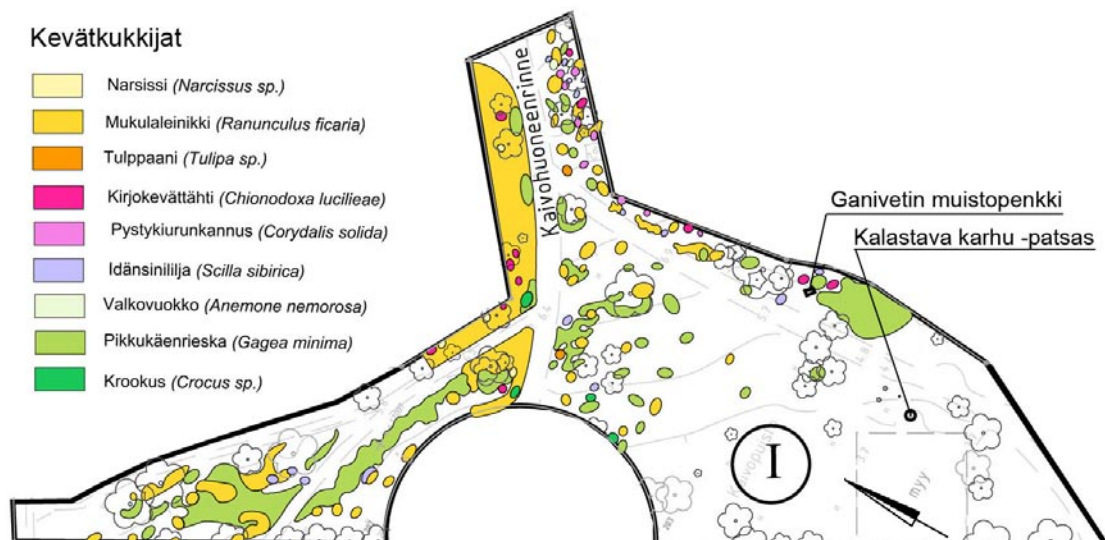 Kevätkukkijat
Narsissi (Narcissus sp.)
Mukulaleinikki (Ranunculus ficaria)
Tulppaani (Tulipa sp.)
Kirjokevättähti (Chionodoxa lucilieae)
Pystykiurunkannus (Corydalis solida)
Idänsinililja (Scilla sibirica)
Valkovuokko (Anemone nemorosa)
Pikkukäenrieska (Gagea minima)
Krookus (Crocus sp.)
Kaivohuoneenrinne
Ganivetin muistopenkki
Kalastava karhu -patsas
I
myy